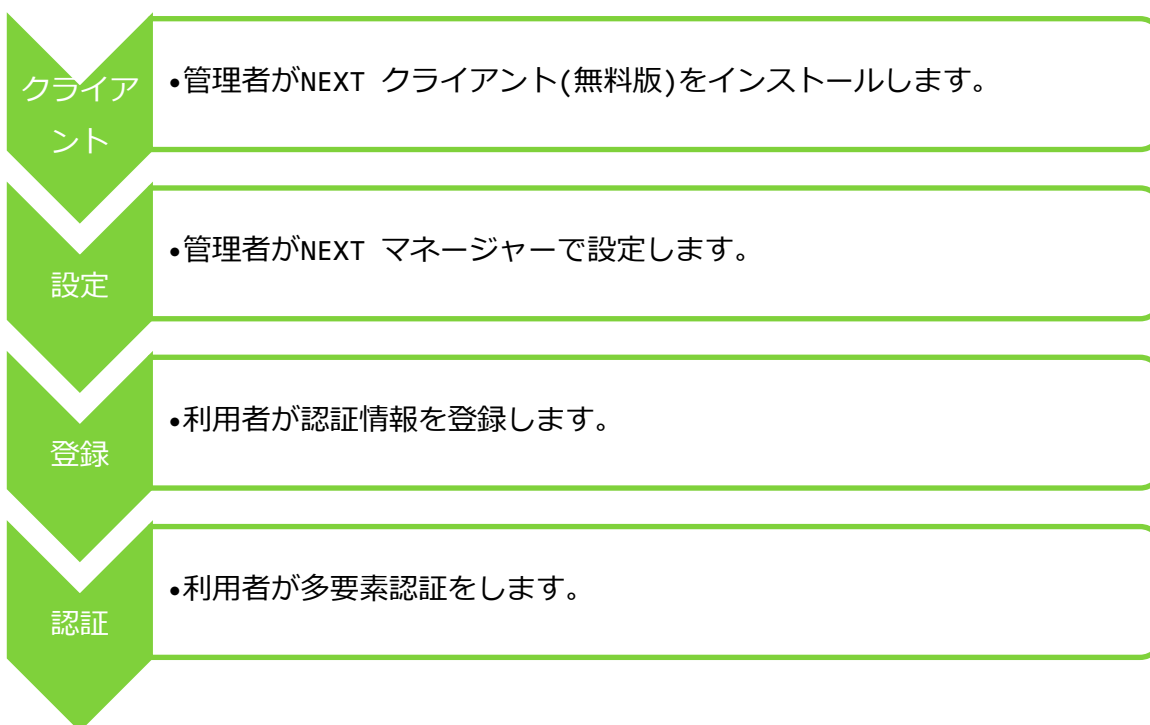 クライア
ント
•管理者がNEXT クライアント(無料版)をインストールします。
設定
•管理者がNEXT マネージャーで設定します。
登録
•利用者が認証情報を登録します。
認証
•利用者が多要素認証をします。